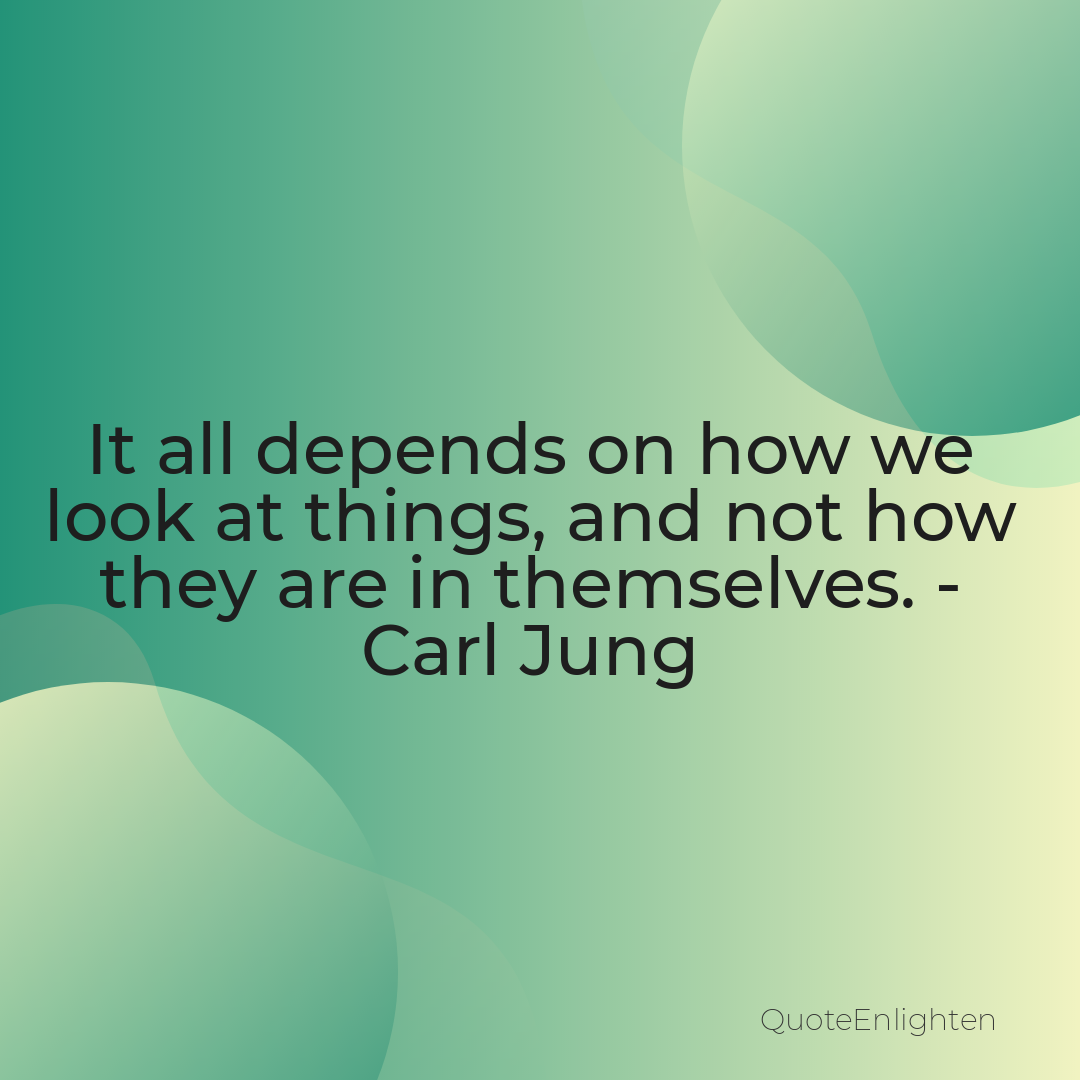 It all depends on how we
look at things, and not how
they are in themselves. -
Carl Jung
QuoteEnlighten